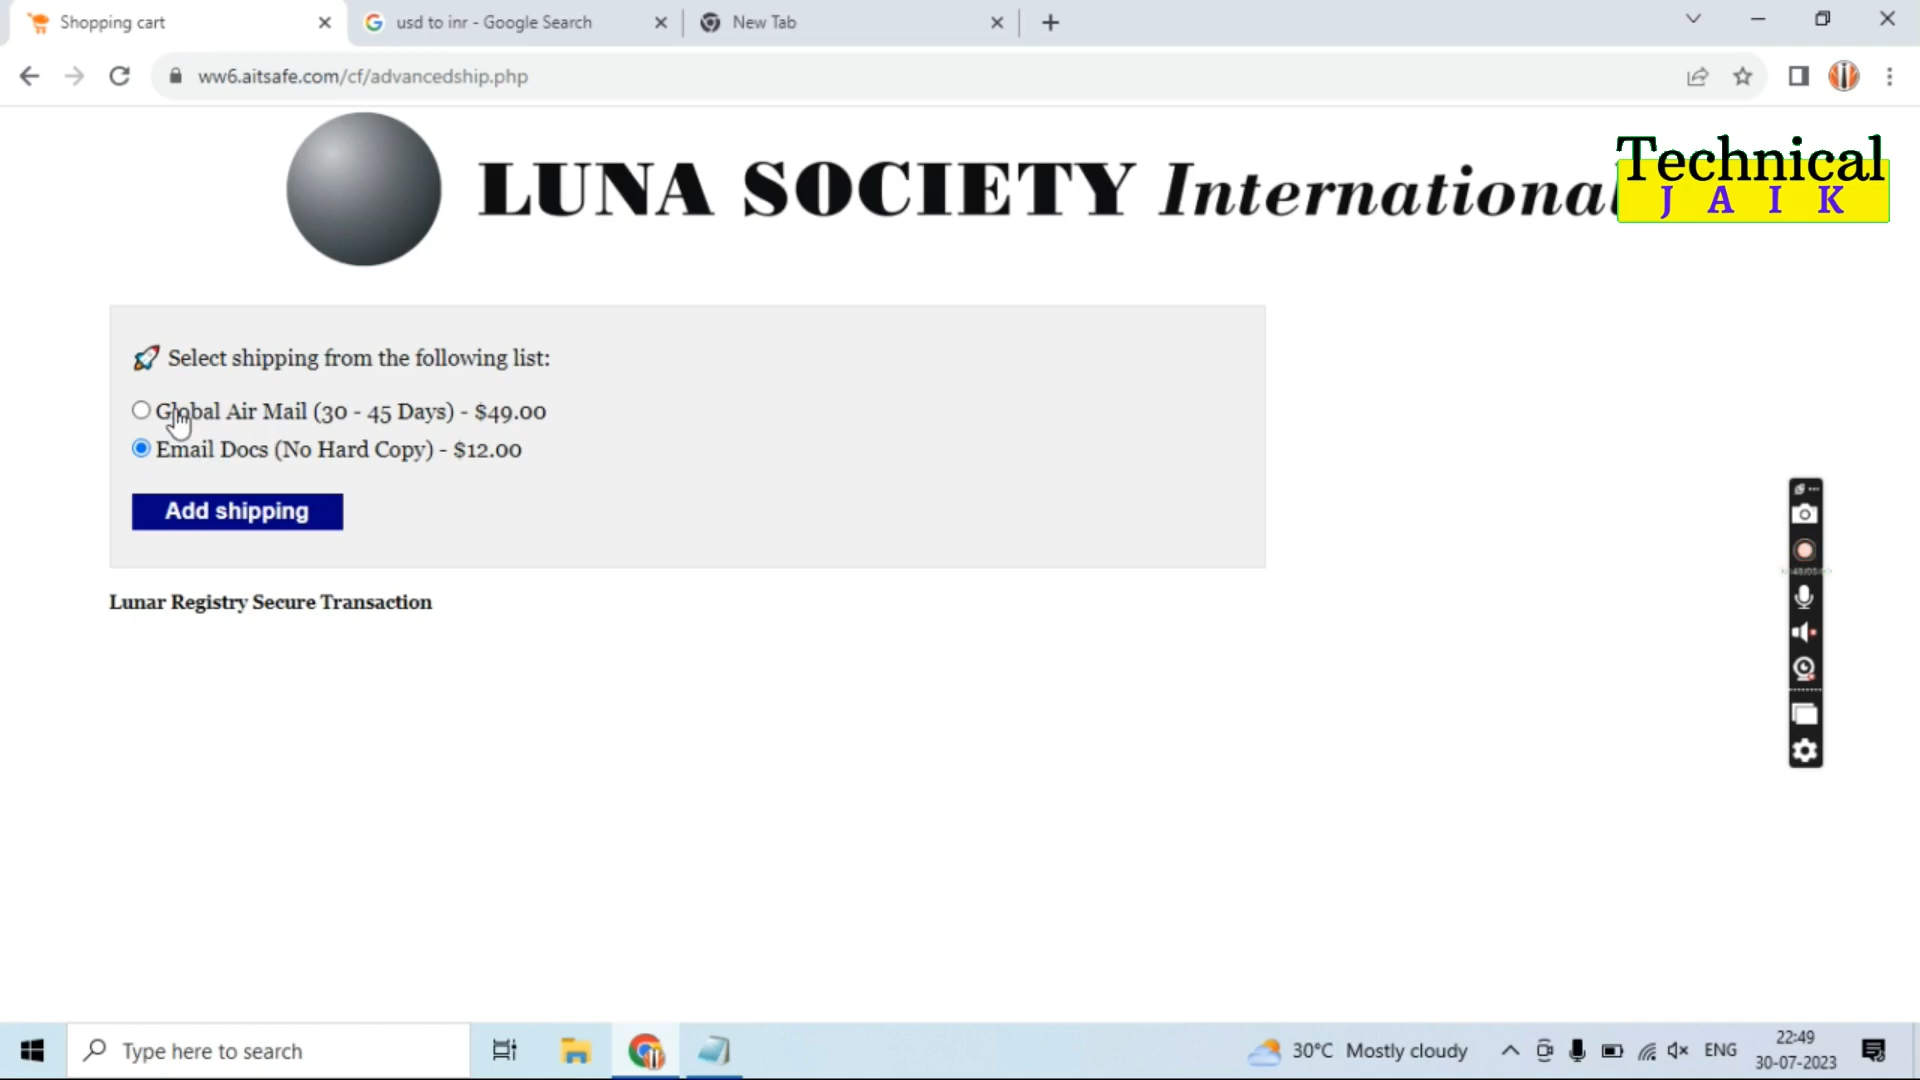 Shopping cart
usd to inr - Google Search
New Tab
ww6.aitsafe.com/cf/advancedship.php
LUNA SOCIETY International
Technical
JAIK
Select shipping from the following list:
Global Air Mail (30 - 45 Days) - $49.00
Email Docs (No Hard Copy) - $12.00
Add shipping
Lunar Registry Secure Transaction
Type here to search
30°C Mostly cloudy
ENG
22:49
30-07-2023